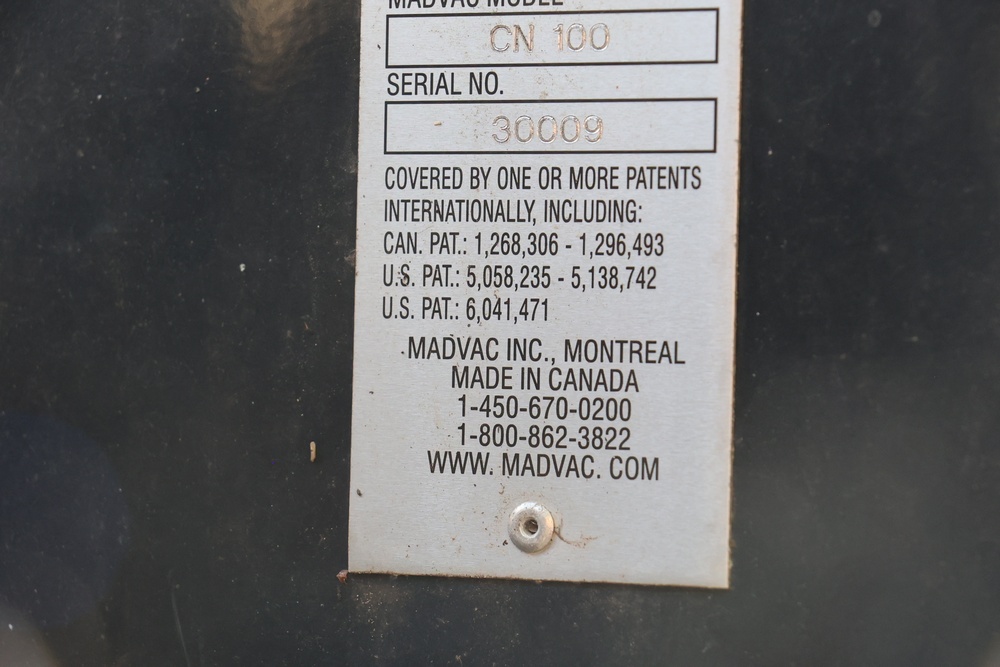 MADVAC MODEL
CN 100
SERIAL NO.
30009
COVERED BY ONE OR MORE PATENTS
INTERNATIONALLY, INCLUDING:
CAN. PAT.: 1,268,306 - 1,296,493
U.S. PAT.: 5,058,235 - 5,138,742
U.S. PAT.: 6,041,471
MADVAC INC., MONTREAL
MADE IN CANADA
1-450-670-0200
1-800-862-3822
WWW. MADVAC. COM